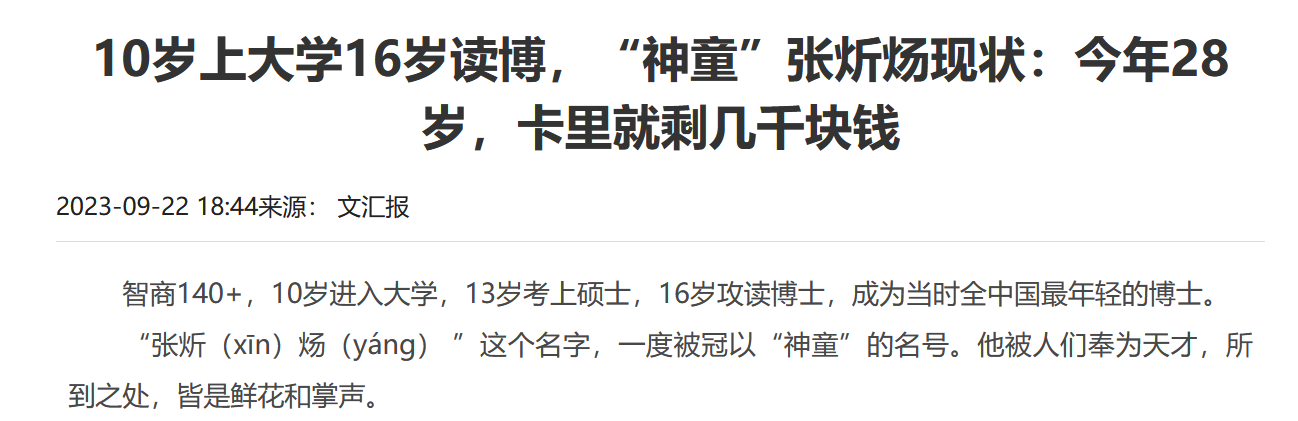 10岁上大学16岁读博，“神童”张炘炀现状：今年28
岁，卡里就剩几千块钱
2023-09-22 18:44来源： 文汇报
智商140+，10岁进入大学，13岁考上硕士，16岁攻读博士，成为当时全中国最年轻的博士。
“张炘（xīn）炀（yáng） ”这个名字，一度被冠以“神童”的名号。他被人们奉为天才，所
到之处，皆是鲜花和掌声。